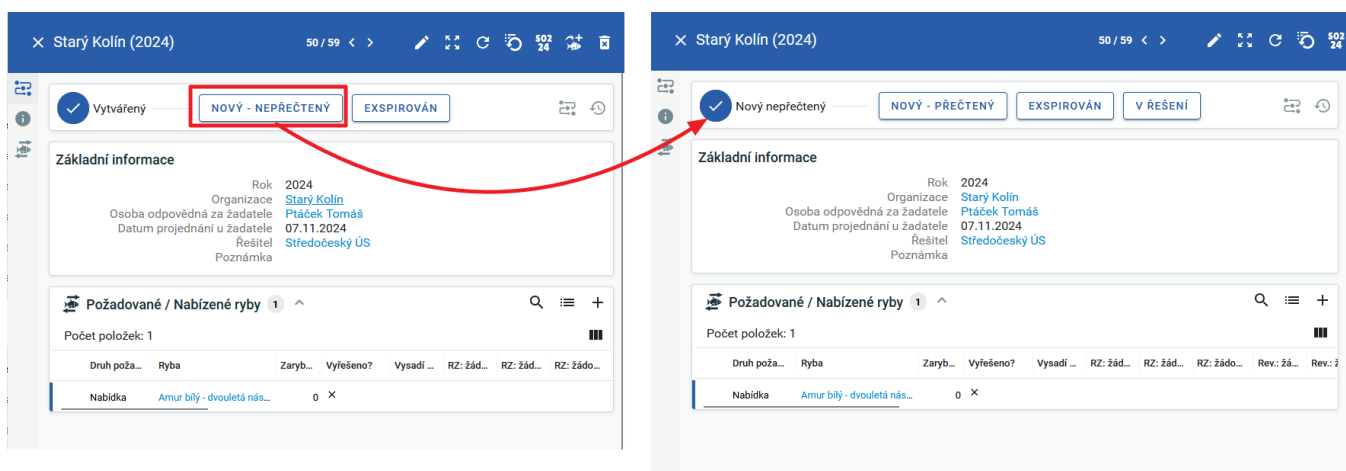 Starý Kolín (2024)
50 / 59
S02
24
Vytvářený
NOVÝ - NEPŘEČTENÝ
EXSPIROVÁN
Základní informace
Rok 2024
Organizace Starý Kolín
Osoba odpovědná za žadatele Ptáček Tomáš
Datum projednání u žadatele 07.11.2024
Řešitel Středočeský ÚS
Poznámka
Požadované / Nabízené ryby 1
Počet položek: 1
Druh poža... Ryba Zaryb... Vyřešeno? Vysadí ... RZ: žád... RZ: žád... RZ: žádo...
Nabídka Amur bílý - dvouletá nás... 0
Starý Kolín (2024)
50 / 59
S02
24
Nový nepřečtený
NOVÝ - PŘEČTENÝ
EXSPIROVÁN
V ŘEŠENÍ
Základní informace
Rok 2024
Organizace Starý Kolín
Osoba odpovědná za žadatele Ptáček Tomáš
Datum projednání u žadatele 07.11.2024
Řešitel Středočeský ÚS
Poznámka
Požadované / Nabízené ryby 1
Počet položek: 1
Druh poža... Ryba Zaryb... Vyřešeno? Vysadí ... RZ: žád... RZ: žád... RZ: žádo... Rev.: žá... Rev.: ž
Nabídka Amur bílý - dvouletá nás... 0